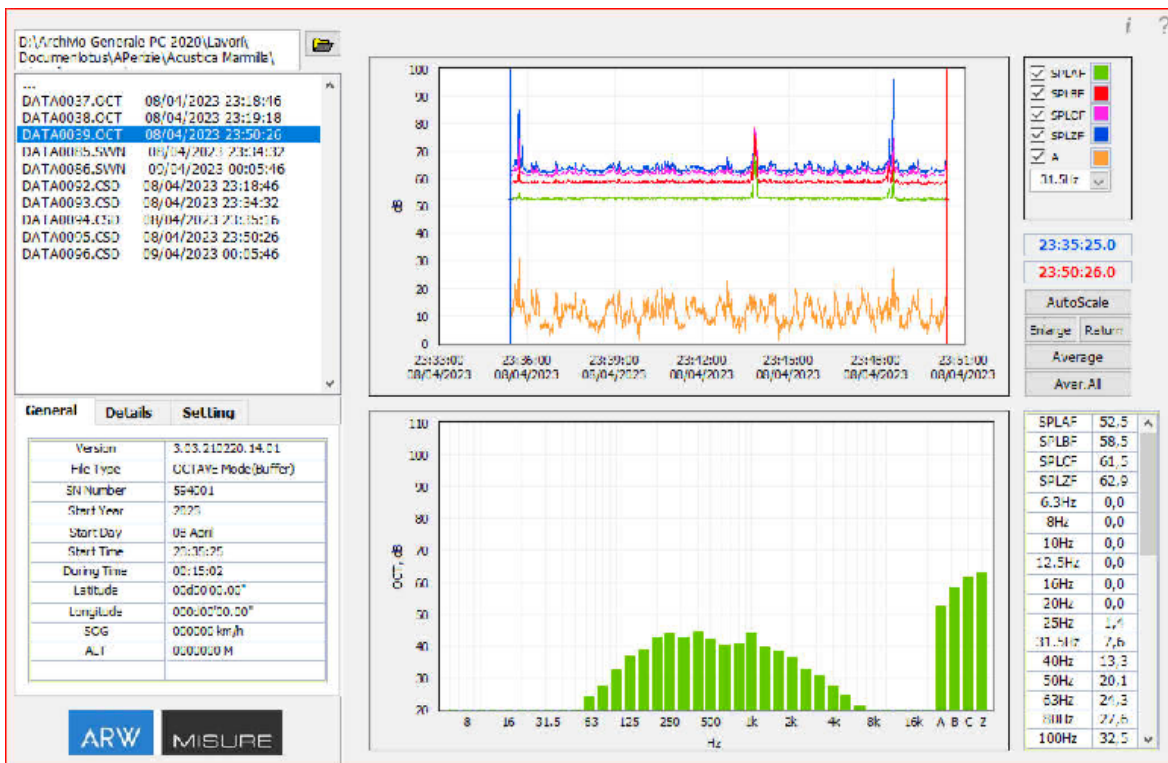 i ?
D:\Archivio Generale PC 2020\Lavori\
Documenlotus\APerizie\Acustica Marmilla\
...
DATA0037.OCT 08/04/2023 23:18:46
DATA0038.OCT 08/04/2023 23:19:18
DATA0039.OCT 08/04/2023 23:50:26
DATA0085.SWN 08/04/2023 23:34:32
DATA0086.SWN 09/04/2023 00:05:46
DATA0092.CSD 08/04/2023 23:18:46
DATA0093.CSD 08/04/2023 23:34:32
DATA0094.CSD 08/04/2023 23:35:16
DATA0095.CSD 08/04/2023 23:50:26
DATA0096.CSD 09/04/2023 00:05:46
General Details Setting
Version 3.03.210220.14.01
File Type OCTAVE Mode(Buffer)
SN Number 594001
Start Year 2023
Start Day 08 April
Start Time 23:35:25
During Time 00:15:02
Latitude 00d00'00.00"
Longitude 000d00'00.00"
SOG 000000 km/h
ALT 0000000 M
ARW MISURE
100
90
80
70
60
50
40
30
20
10
0
dB
23:33:00 23:36:00 23:39:00 23:42:00 23:45:00 23:48:00 23:51:00
08/04/2023 08/04/2023 08/04/2023 08/04/2023 08/04/2023 08/04/2023 08/04/2023
110
100
90
80
70
60
50
40
30
20
OCT, dB
8 16 31.5 63 125 250 500 1k 2k 4k 8k 16k A B C Z
Hz
SPLAF
SPLBF
SPLCF
SPLZF
A
31.5Hz
23:35:25.0
23:50:26.0
AutoScale
Enlarge Return
Average
Aver.All
SPLAF 52,5
SPLBF 58,5
SPLCF 61,5
SPLZF 62,9
6.3Hz 0,0
8Hz 0,0
10Hz 0,0
12.5Hz 0,0
16Hz 0,0
20Hz 0,0
25Hz 1,4
31.5Hz 7,6
40Hz 13,3
50Hz 20,1
63Hz 24,3
80Hz 27,6
100Hz 32,5